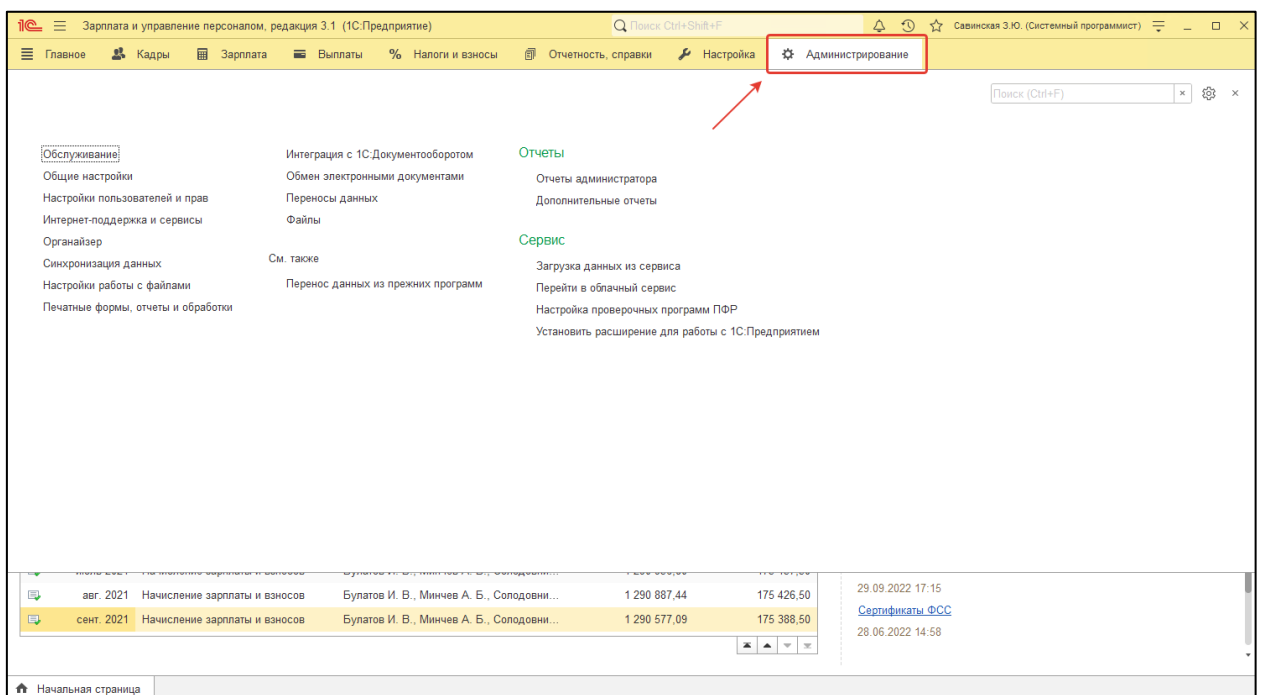 Зарплата и управление персоналом, редакция 3.1 (1С:Предприятие)
Поиск Ctrl+Shift+F
Савинская З.Ю. (Системный программист)
Главное
Кадры
Зарплата
Выплаты
Налоги и взносы
Отчетность, справки
Настройка
Администрирование
Поиск (Ctrl+F)
Обслуживание
Общие настройки
Настройки пользователей и прав
Интернет-поддержка и сервисы
Органайзер
Синхронизация данных
Настройки работы с файлами
Печатные формы, отчеты и обработки
Интеграция с 1С:Документооборотом
Обмен электронными документами
Переносы данных
Файлы
См. также
Перенос данных из прежних программ
Отчеты
Отчеты администратора
Дополнительные отчеты
Сервис
Загрузка данных из сервиса
Перейти в облачный сервис
Настройка проверочных программ ПФР
Установить расширение для работы с 1С:Предприятием
авг. 2021 Начисление зарплаты и взносов Булатов И. В., Минчев А. Б., Солодовни... 1 290 887,44 175 426,50
сент. 2021 Начисление зарплаты и взносов Булатов И. В., Минчев А. Б., Солодовни... 1 290 577,09 175 388,50
29.09.2022 17:15
Сертификаты ФСС
28.06.2022 14:58
Начальная страница